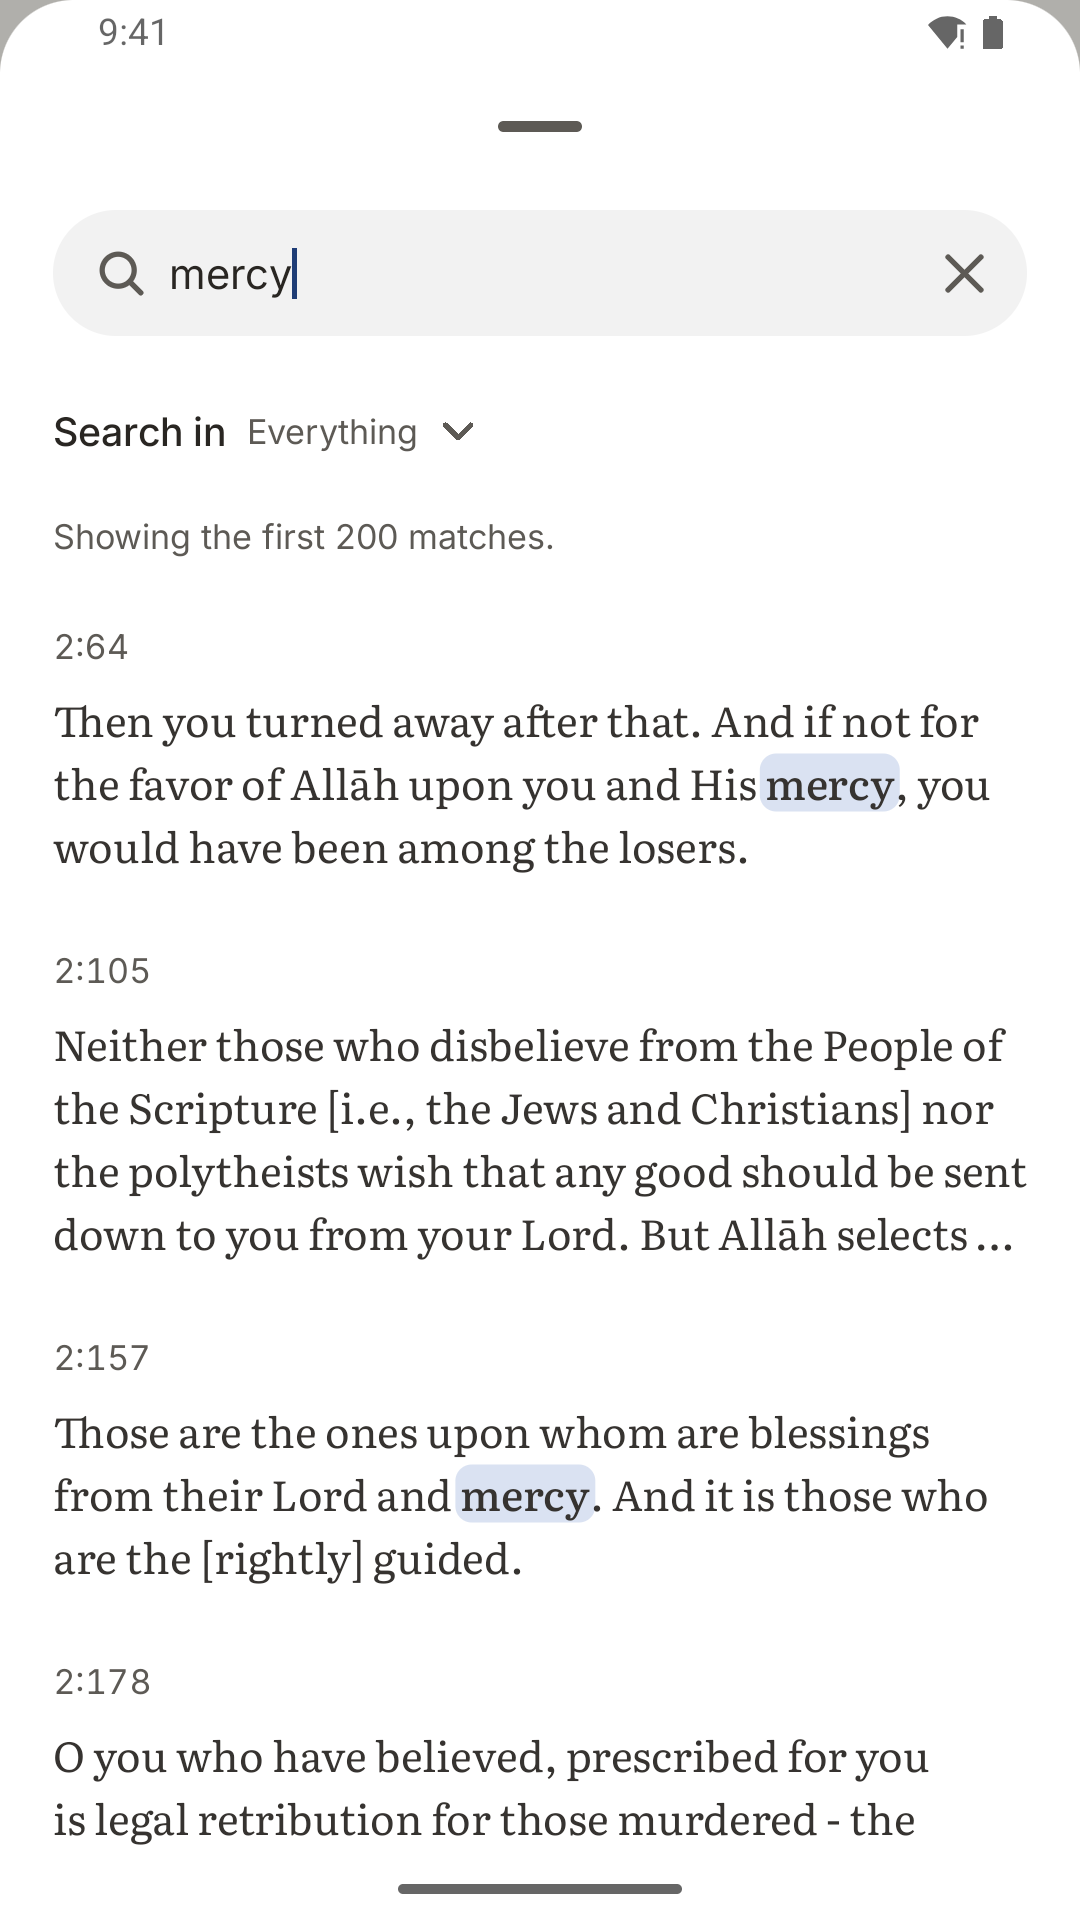 9:41
mercy
Search in Everything
Showing the first 200 matches.
2:64
Then you turned away after that. And if not for
the favor of Allāh upon you and His mercy, you
would have been among the losers.
2:105
Neither those who disbelieve from the People of
the Scripture [i.e., the Jews and Christians] nor
the polytheists wish that any good should be sent
down to you from your Lord. But Allāh selects ...
2:157
Those are the ones upon whom are blessings
from their Lord and mercy. And it is those who
are the [rightly] guided.
2:178
O you who have believed, prescribed for you
is legal retribution for those murdered - the